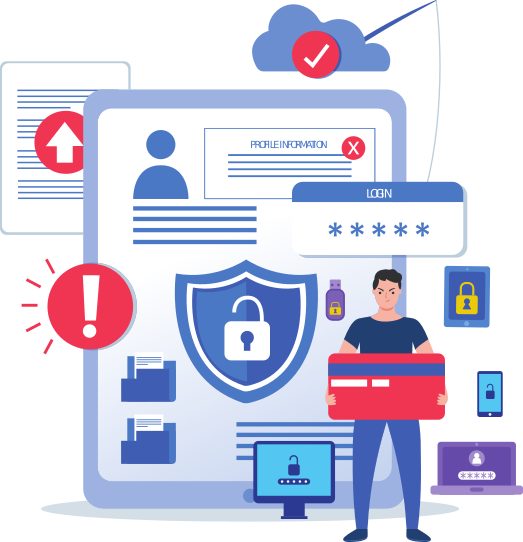 PROFILE INFORMATION
X
LOGIN
*****
*****